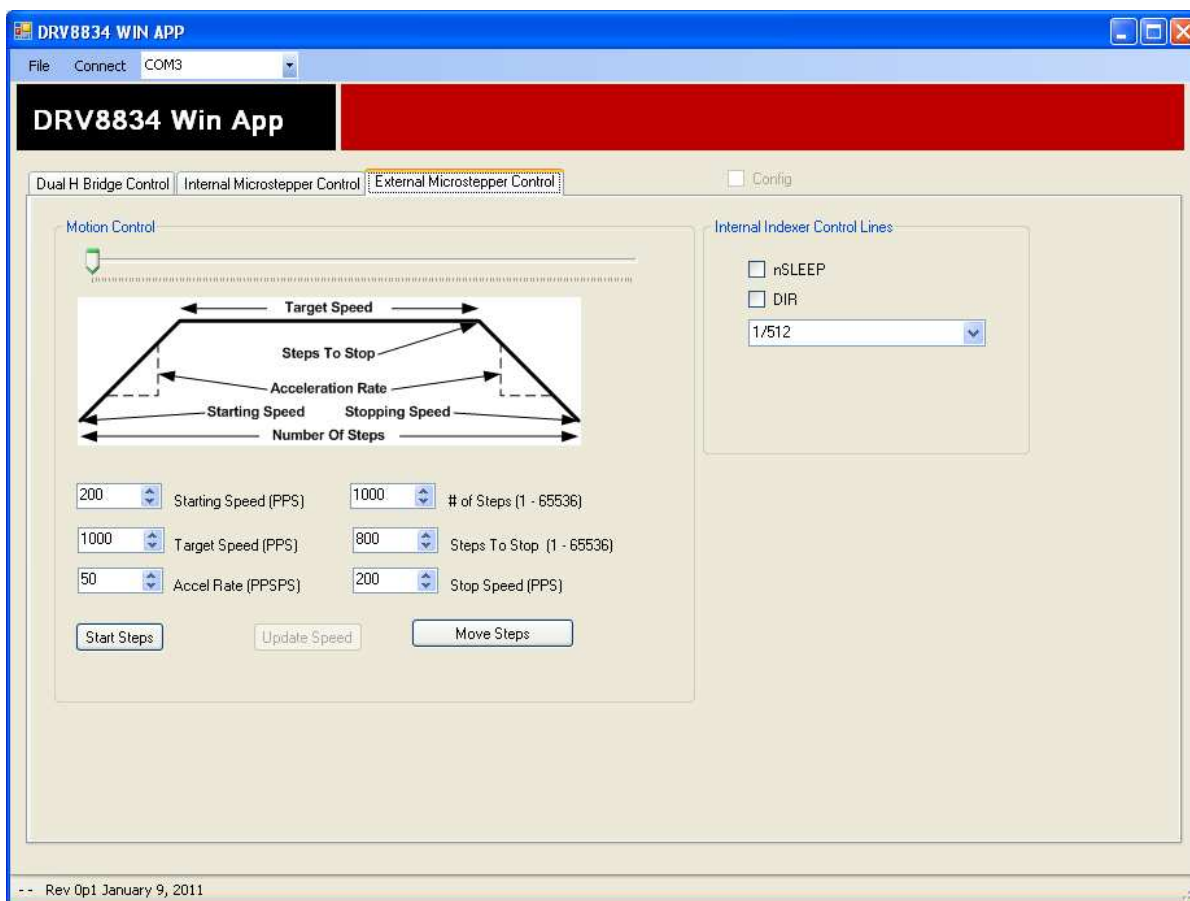 DRV8834 WIN APP
File Connect COM3
DRV8834 Win App
Dual H Bridge Control Internal Microstepper Control External Microstepper Control Config
Motion Control
Target Speed
Steps To Stop
Acceleration Rate
Starting Speed Stopping Speed
Number Of Steps
200 Starting Speed (PPS) 1000 # of Steps (1 - 65536)
1000 Target Speed (PPS) 800 Steps To Stop (1 - 65536)
50 Accel Rate (PPSPS) 200 Stop Speed (PPS)
Start Steps Update Speed Move Steps
Internal Indexer Control Lines
nSLEEP
DIR
1/512
-- Rev 0p1 January 9, 2011